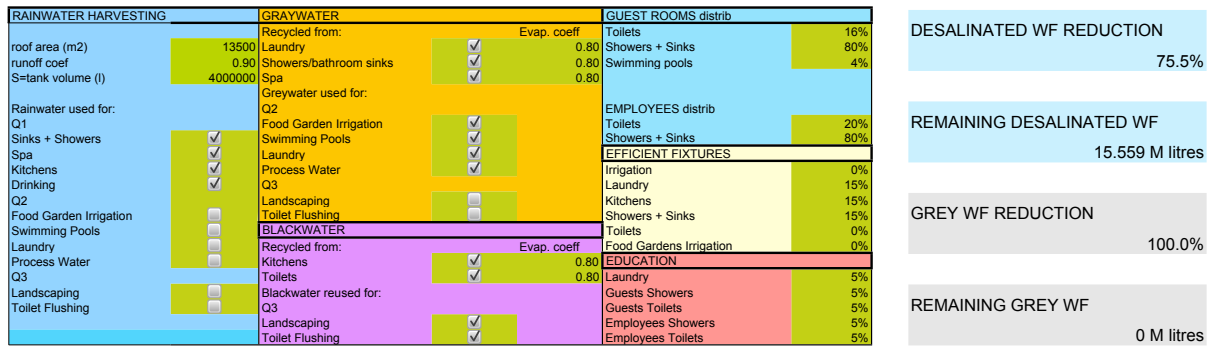 RAINWATER HARVESTING
roof area (m2) 13500
runoff coef 0.90
S=tank volume (l) 4000000
Rainwater used for:
Q1
Sinks + Showers
Spa
Kitchens
Drinking
Q2
Food Garden Irrigation
Swimming Pools
Laundry
Process Water
Q3
Landscaping
Toilet Flushing
GRAYWATER
Recycled from: Evap. coeff
Laundry 0.80
Showers/bathroom sinks 0.80
Spa 0.80
Greywater used for:
Q2
Food Garden Irrigation
Swimming Pools
Laundry
Process Water
Q3
Landscaping
Toilet Flushing
BLACKWATER
Recycled from: Evap. coeff
Kitchens 0.80
Toilets 0.80
Blackwater reused for:
Q3
Landscaping
Toilet Flushing
GUEST ROOMS distrib
Toilets 16%
Showers + Sinks 80%
Swimming pools 4%
EMPLOYEES distrib
Toilets 20%
Showers + Sinks 80%
EFFICIENT FIXTURES
Irrigation 0%
Laundry 15%
Kitchens 15%
Showers + Sinks 15%
Toilets 0%
Food Gardens Irrigation 0%
EDUCATION
Laundry 5%
Guests Showers 5%
Guests Toilets 5%
Employees Showers 5%
Employees Toilets 5%
DESALINATED WF REDUCTION
75.5%
REMAINING DESALINATED WF
15.559 M litres
GREY WF REDUCTION
100.0%
REMAINING GREY WF
0 M litres